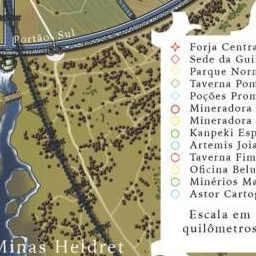 Portão Sul
Forja Centra
Sede da Gui
Parque Nor
Taverna Pom
Poções Prom
Mineradora
Mineradora
Kanpeki Esp
Artemis Joia
Taverna Fim
Oficina Belu
Minérios Ma
Astor Cartog
Escala em
quilômetros
Minas Heldret